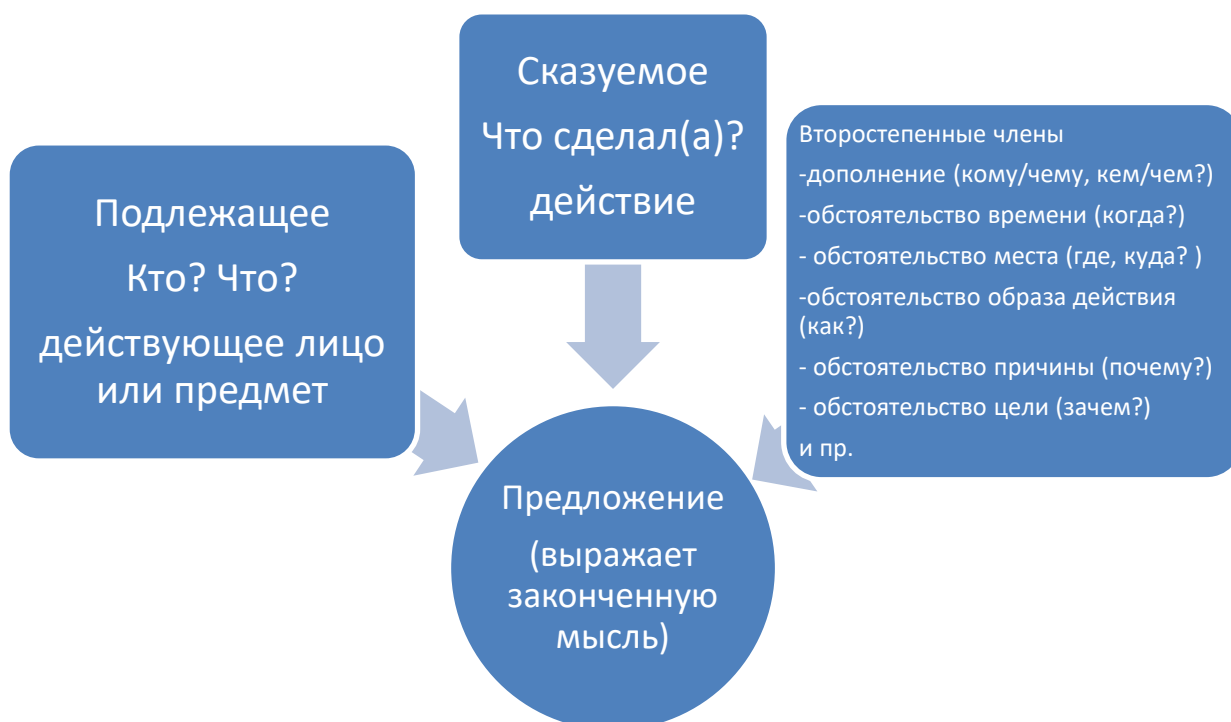 Подлежащее
Кто? Что?
действующее лицо
или предмет
Сказуемое
Что сделал(а)?
действие
Второстепенные члены
-дополнение (кому/чему, кем/чем?)
-обстоятельство времени (когда?)
- обстоятельство места (где, куда? )
-обстоятельство образа действия
(как?)
- обстоятельство причины (почему?)
- обстоятельство цели (зачем?)
и пр.
Предложение
(выражает
законченную
мысль)